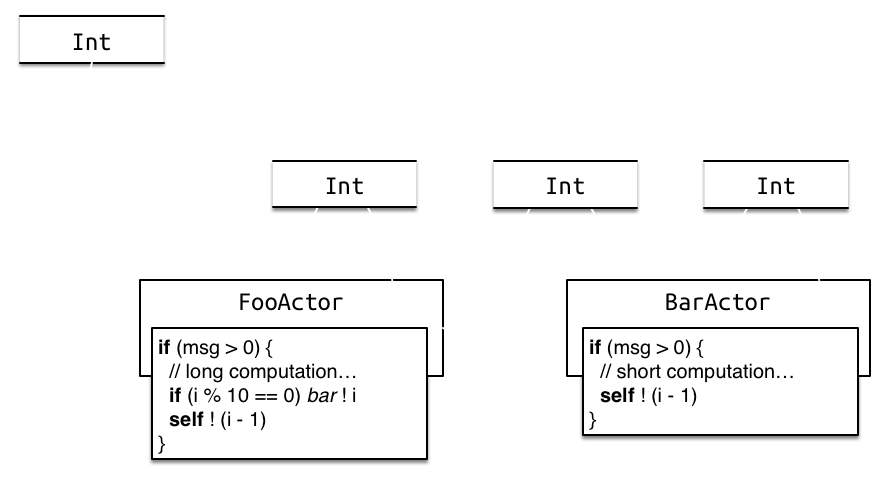 Int
Int
Int
Int
FooActor
if (msg > 0) {
// long computation…
if (i % 10 == 0) bar ! i
self ! (i - 1)
}
BarActor
if (msg > 0) {
// short computation…
self ! (i - 1)
}